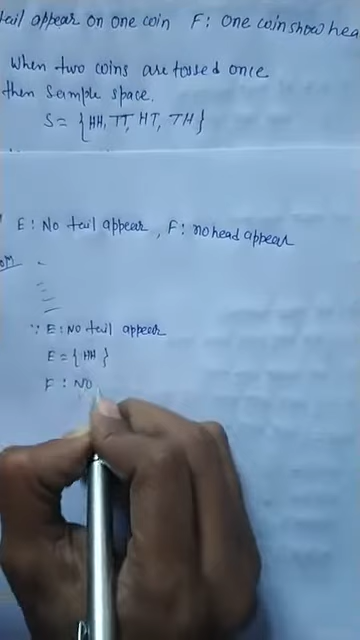 tail appear on one coin F: One coin show hea
When two coins are tossed once
then Sample space.
S = {HH, TT, HT, TH}
E: No tail appear, F: no head appear
∵ E: No tail appear
E = {HH}
F : No